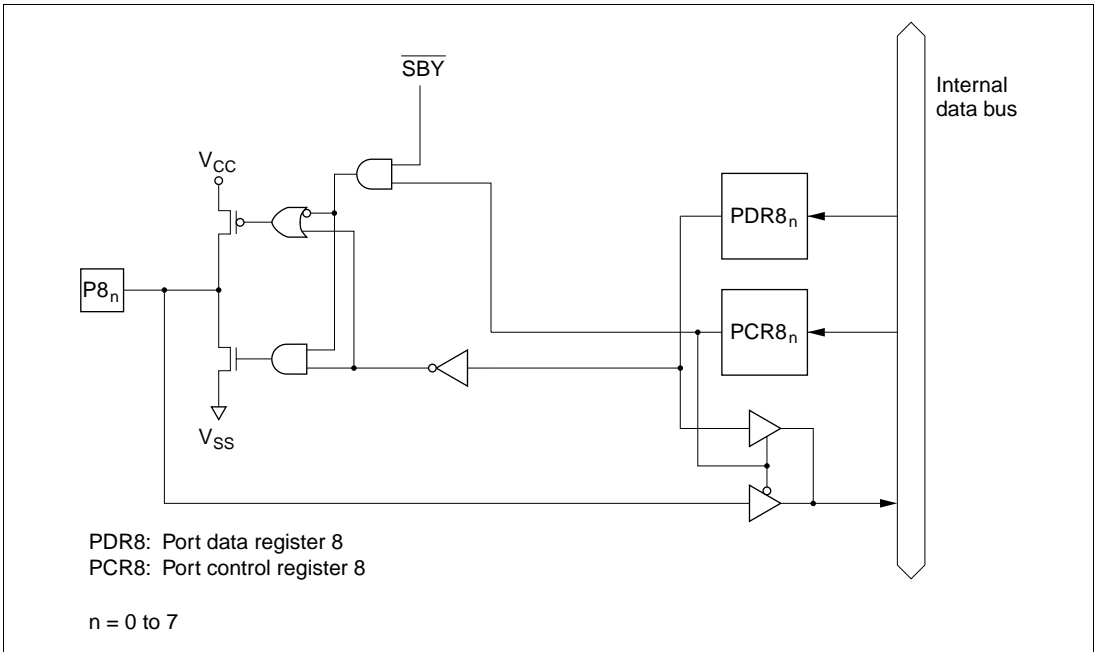 SBY
Internal
data bus
VCC
PDR8n
P8n
PCR8n
VSS
PDR8: Port data register 8
PCR8: Port control register 8
n = 0 to 7